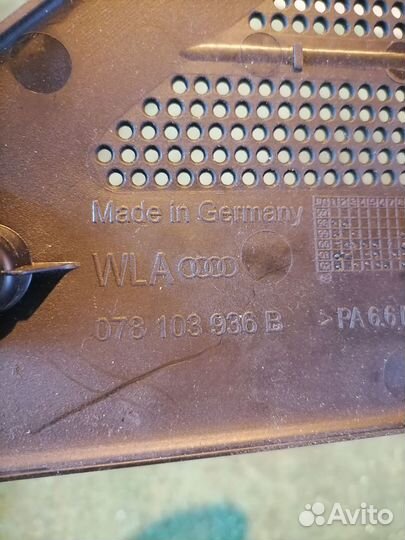 Made in Germany
WLA
078 103 936 B
>PA 6.6
Avito